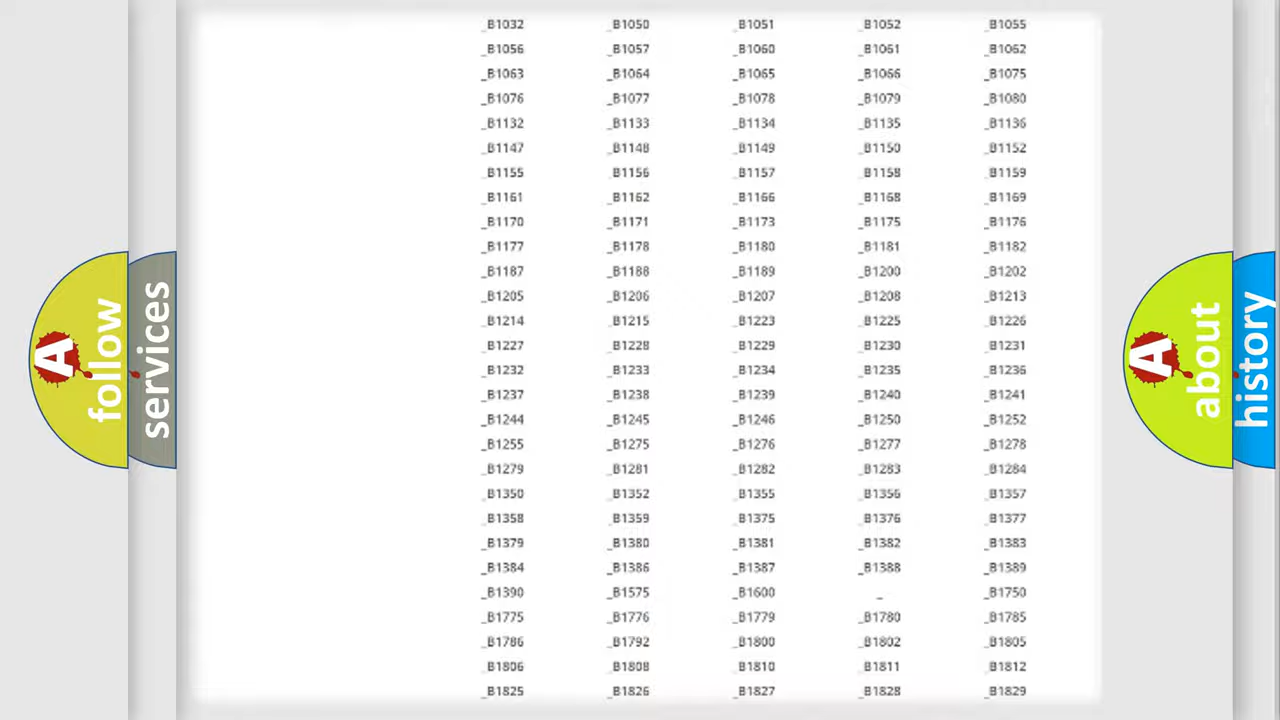 _B1032 _B1050 _B1051 _B1052 _B1055
_B1056 _B1057 _B1060 _B1061 _B1062
_B1063 _B1064 _B1065 _B1066 _B1075
_B1076 _B1077 _B1078 _B1079 _B1080
_B1132 _B1133 _B1134 _B1135 _B1136
_B1147 _B1148 _B1149 _B1150 _B1152
_B1155 _B1156 _B1157 _B1158 _B1159
_B1161 _B1162 _B1166 _B1168 _B1169
_B1170 _B1171 _B1173 _B1175 _B1176
_B1177 _B1178 _B1180 _B1181 _B1182
_B1187 _B1188 _B1189 _B1200 _B1202
_B1205 _B1206 _B1207 _B1208 _B1213
_B1214 _B1215 _B1223 _B1225 _B1226
_B1227 _B1228 _B1229 _B1230 _B1231
_B1232 _B1233 _B1234 _B1235 _B1236
_B1237 _B1238 _B1239 _B1240 _B1241
_B1244 _B1245 _B1246 _B1250 _B1252
_B1255 _B1275 _B1276 _B1277 _B1278
_B1279 _B1281 _B1282 _B1283 _B1284
_B1350 _B1352 _B1355 _B1356 _B1357
_B1358 _B1359 _B1375 _B1376 _B1377
_B1379 _B1380 _B1381 _B1382 _B1383
_B1384 _B1386 _B1387 _B1388 _B1389
_B1390 _B1575 _B1600 _ _B1750
_B1775 _B1776 _B1779 _B1780 _B1785
_B1786 _B1792 _B1800 _B1802 _B1805
_B1806 _B1808 _B1810 _B1811 _B1812
_B1825 _B1826 _B1827 _B1828 _B1829
A follow
services
A about
history